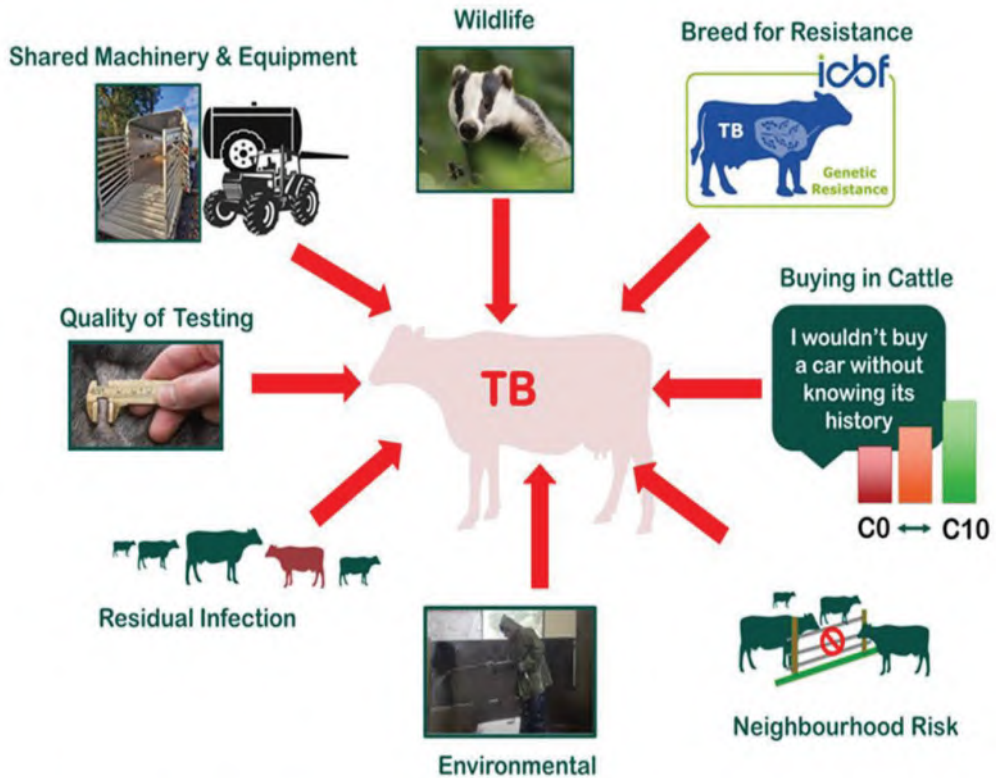 Wildlife
Shared Machinery & Equipment
Breed for Resistance
icbf
TB
Genetic
Resistance
Quality of Testing
Buying in Cattle
I wouldn't buy
a car without
knowing its
history
TB
C0 ↔ C10
Residual Infection
Neighbourhood Risk
Environmental